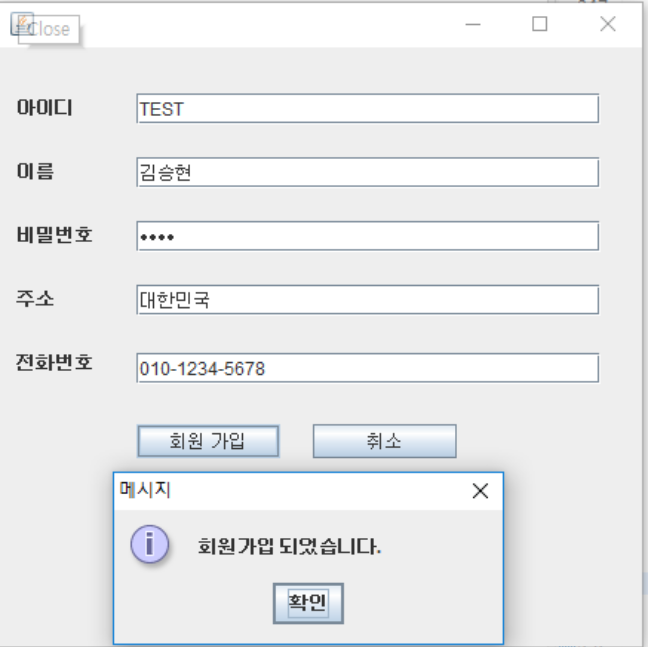 Close
아이디 TEST
이름 김승현
비밀번호 ••••
주소 대한민국
전화번호 010-1234-5678
회원 가입 취소
메시지
회원가입 되었습니다.
확인